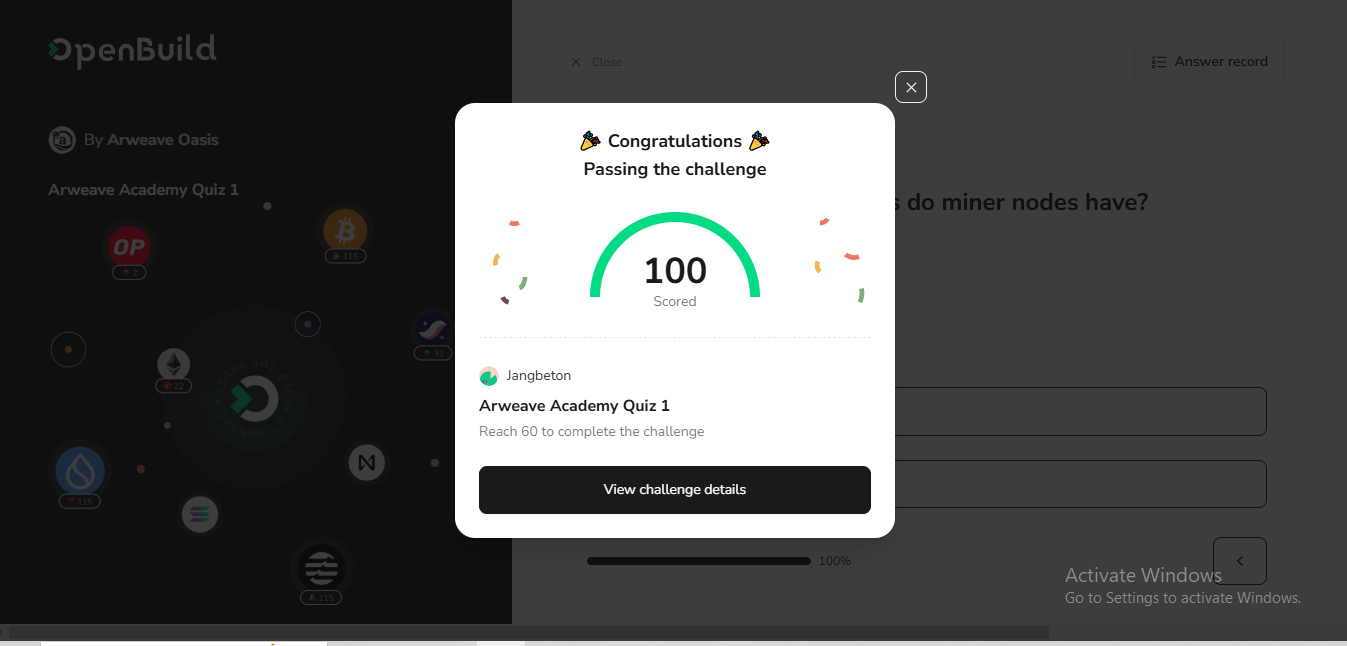 OpenBuild
By Arweave Oasis
Arweave Academy Quiz 1
OP
2
115
32
22
115
115
Close
Answer record
s do miner nodes have?
Congratulations
Passing the challenge
100
Scored
Jangbeton
Arweave Academy Quiz 1
Reach 60 to complete the challenge
View challenge details
100%
Activate Windows
Go to Settings to activate Windows.